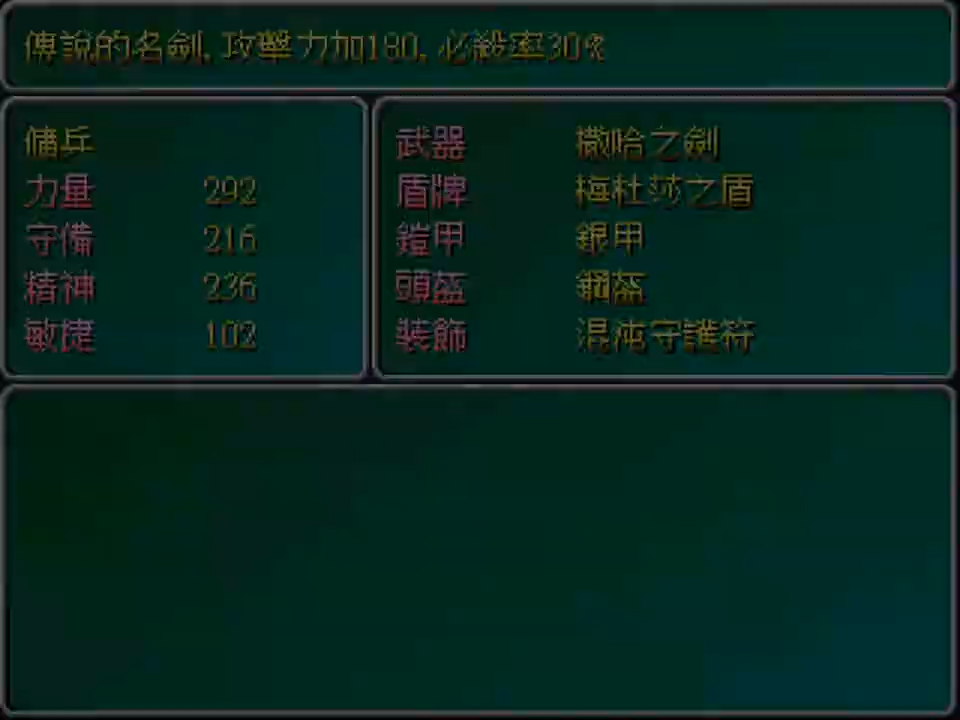 傳說的名劍,攻擊力加180,必殺率30%
傭兵
力量 292
守備 216
精神 236
敏捷 102
武器 撒哈之劍
盾牌 梅杜莎之盾
鎧甲 銀甲
頭盔 鋼盔
裝飾 混沌守護符